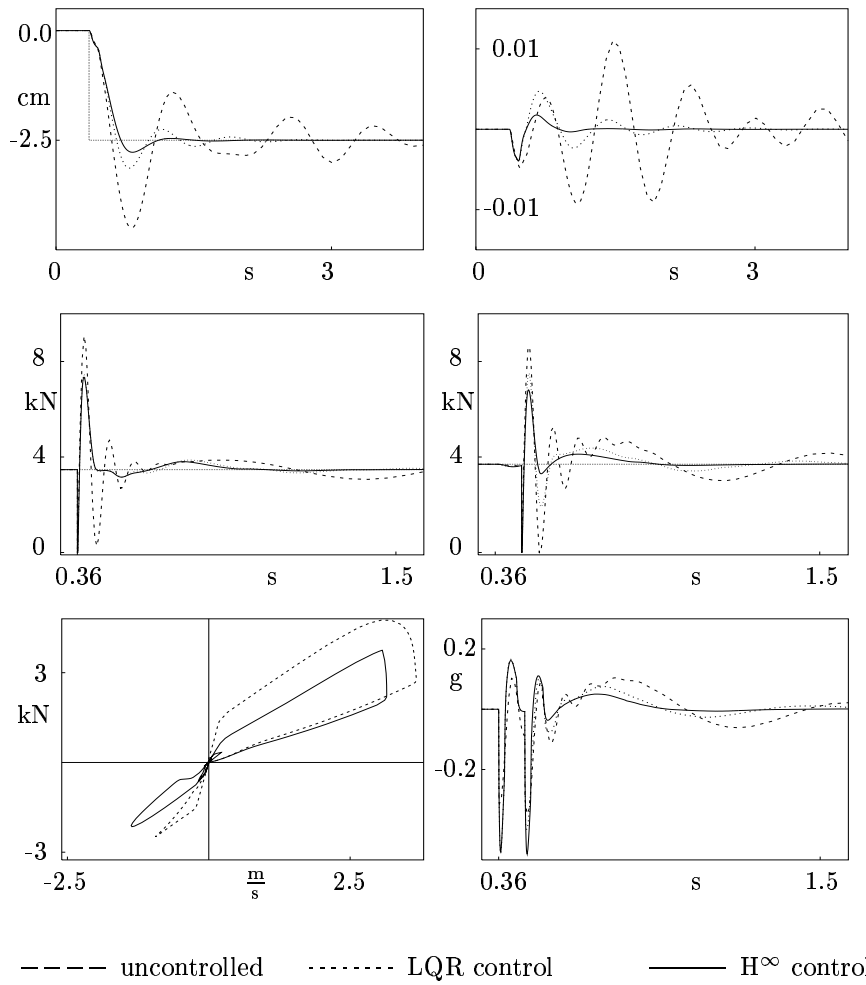 0.0
cm
-2.5
0 s 3
0.01
-0.01
0 s 3
8
kN
4
0
0.36 s 1.5
8
kN
4
0
0.36 s 1.5
3
kN
-3
-2.5 m/s 2.5
0.2
g
-0.2
0.36 s 1.5
uncontrolled LQR control H∞ control